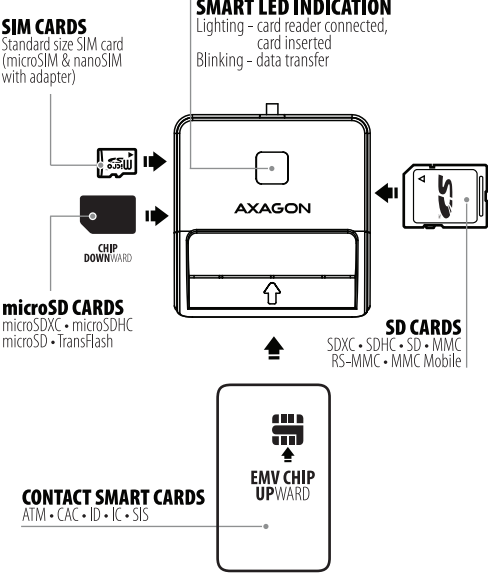 SMART LED INDICATION
Lighting - card reader connected,
card inserted
Blinking - data transfer
SIM CARDS
Standard size SIM card
(microSIM & nanoSIM
with adapter)
Micro
AXAGON
CHIP
DOWNWARD
microSD CARDS
microSDXC • microSDHC
microSD • TransFlash
SD CARDS
SDXC • SDHC • SD • MMC
RS-MMC • MMC Mobile
EMV CHIP
UPWARD
CONTACT SMART CARDS
ATM • CAC • ID • IC • SIS